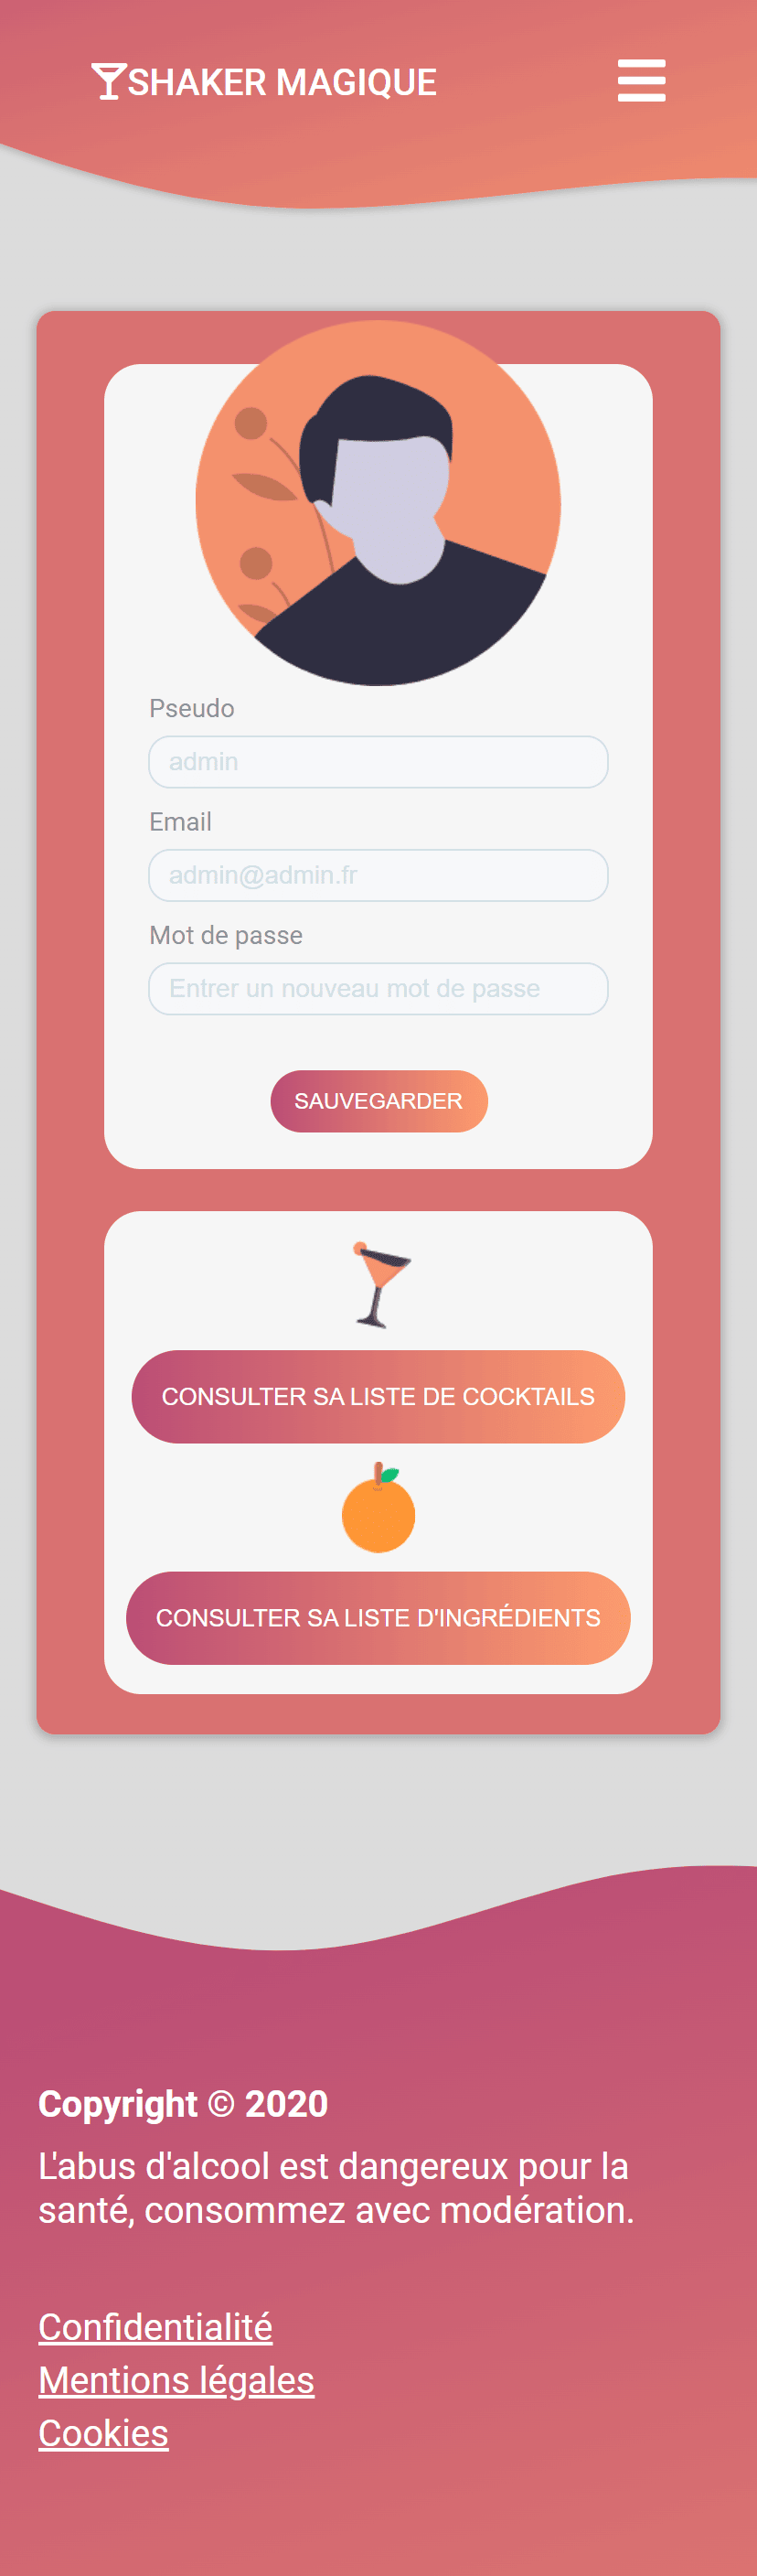 SHAKER MAGIQUE
Pseudo
admin
Email
admin@admin.fr
Mot de passe
Entrer un nouveau mot de passe
SAUVEGARDER
CONSULTER SA LISTE DE COCKTAILS
CONSULTER SA LISTE D'INGRÉDIENTS
Copyright © 2020
L'abus d'alcool est dangereux pour la
santé, consommez avec modération.
Confidentialité
Mentions légales
Cookies